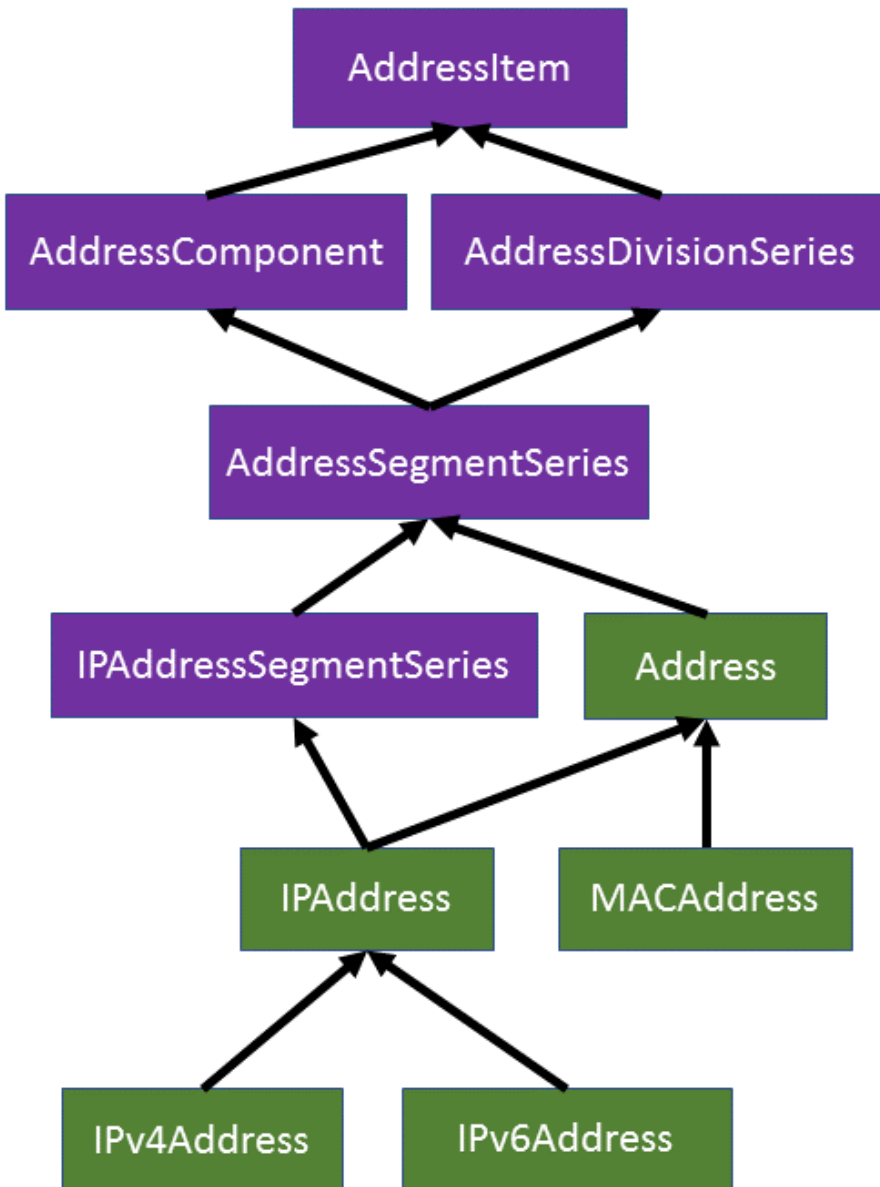 AddressItem
AddressComponent
AddressDivisionSeries
AddressSegmentSeries
IPAddressSegmentSeries
Address
IPAddress
MACAddress
IPv4Address
IPv6Address